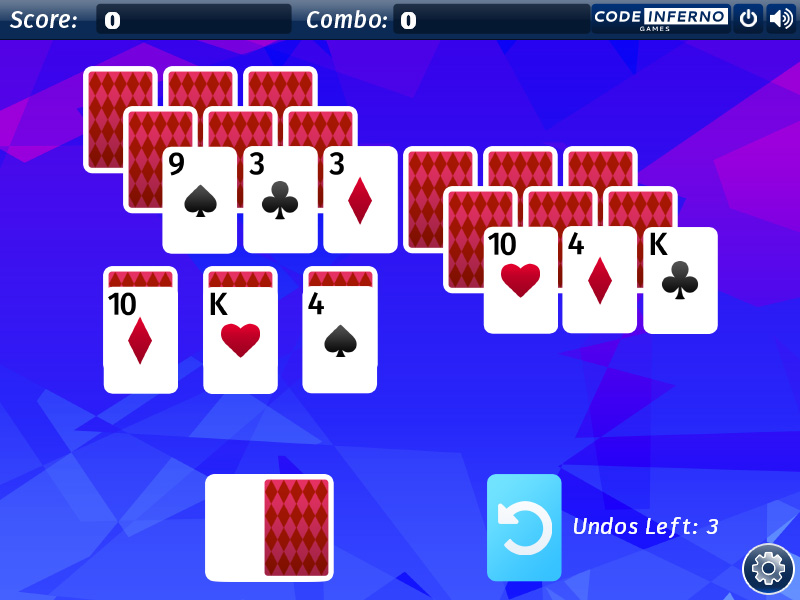 Score: 0 Combo: 0 CODE INFERNO
GAMES
9 3 3
10 4 K
10 K 4
Undos Left: 3